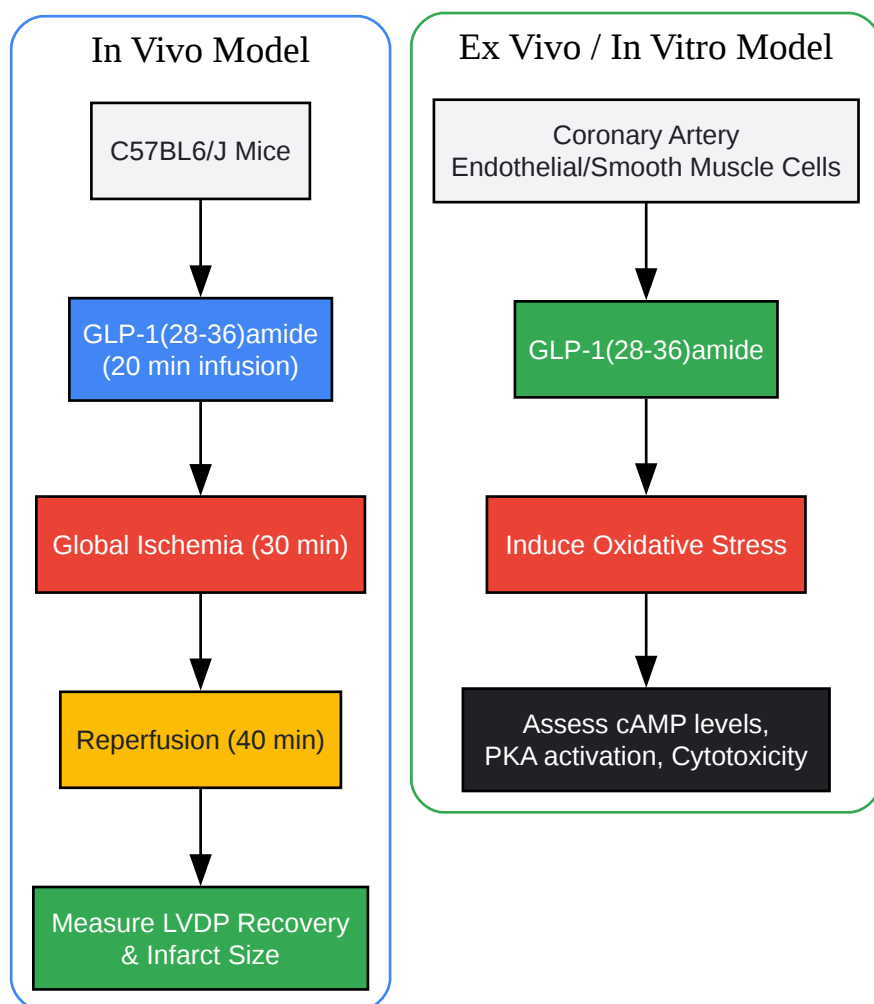 In Vivo Model
C57BL6/J Mice
GLP-1(28-36)amide
(20 min infusion)
Global Ischemia (30 min)
Reperfusion (40 min)
Measure LVDP Recovery
& Infarct Size
Ex Vivo / In Vitro Model
Coronary Artery
Endothelial/Smooth Muscle Cells
GLP-1(28-36)amide
Induce Oxidative Stress
Assess cAMP levels,
PKA activation, Cytotoxicity